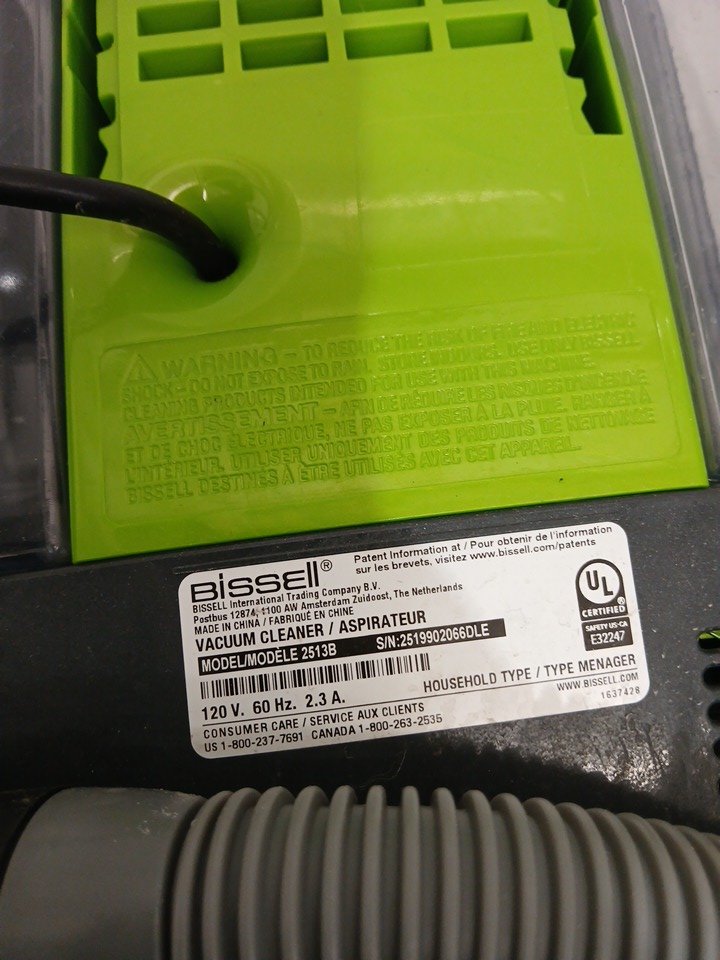 WARNING – TO REDUCE THE RISK OF FIRE AND ELECTRIC
SHOCK – DO NOT EXPOSE TO RAIN. STORE INDOORS. USE ONLY BISSELL
CLEANING PRODUCTS INTENDED FOR USE WITH THIS MACHINE.
AVERTISSEMENT – AFIN DE RÉDUIRE LES RISQUES D'INCENDIE
ET DE CHOC ÉLECTRIQUE, NE PAS EXPOSER À LA PLUIE. RANGER À
L'INTÉRIEUR. UTILISER UNIQUEMENT DES PRODUITS DE NETTOYAGE
BISSELL DESTINÉS À ÊTRE UTILISÉS AVEC CET APPAREIL.
BISSELL®
Patent Information at / Pour obtenir de l'information
sur les brevets, visitez www.bissell.com/patents
BISSELL International Trading Company B.V.
Postbus 12874, 1100 AW Amsterdam Zuidoost, The Netherlands
MADE IN CHINA / FABRIQUÉ EN CHINE
VACUUM CLEANER / ASPIRATEUR
MODEL/MODÈLE 2513B S/N:2519902066DLE
120 V. 60 Hz. 2.3 A.
HOUSEHOLD TYPE / TYPE MENAGER
CONSUMER CARE / SERVICE AUX CLIENTS
WWW.BISSELL.COM
US 1-800-237-7691 CANADA 1-800-263-2535
1637428
UL
CERTIFIED
SAFETY US-CA
E32247